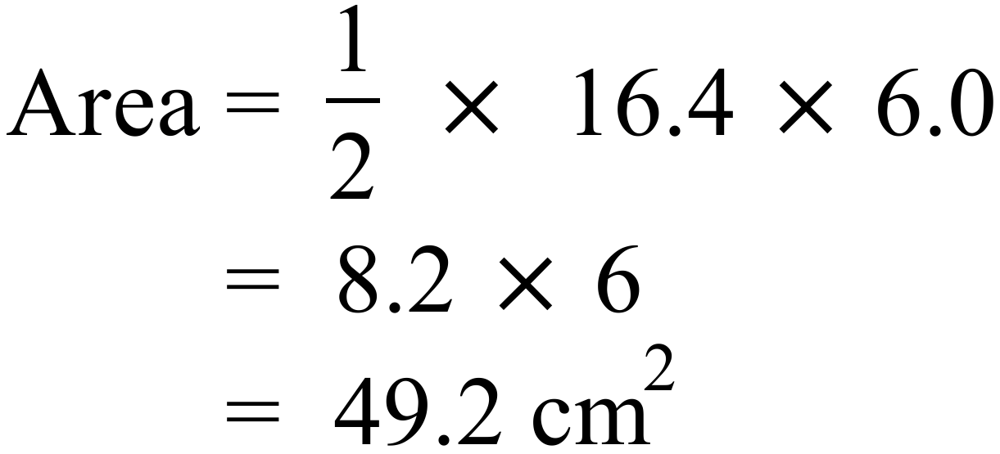 Area = 1/2 × 16.4 × 6.0
= 8.2 × 6
= 49.2 cm²